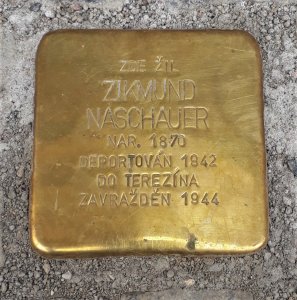 ZDE ŽIL
ZIKMUND
NASCHAUER
NAR. 1870
DEPORTOVÁN 1942
DO TEREZÍNA
ZAVRAŽDĚN 1944